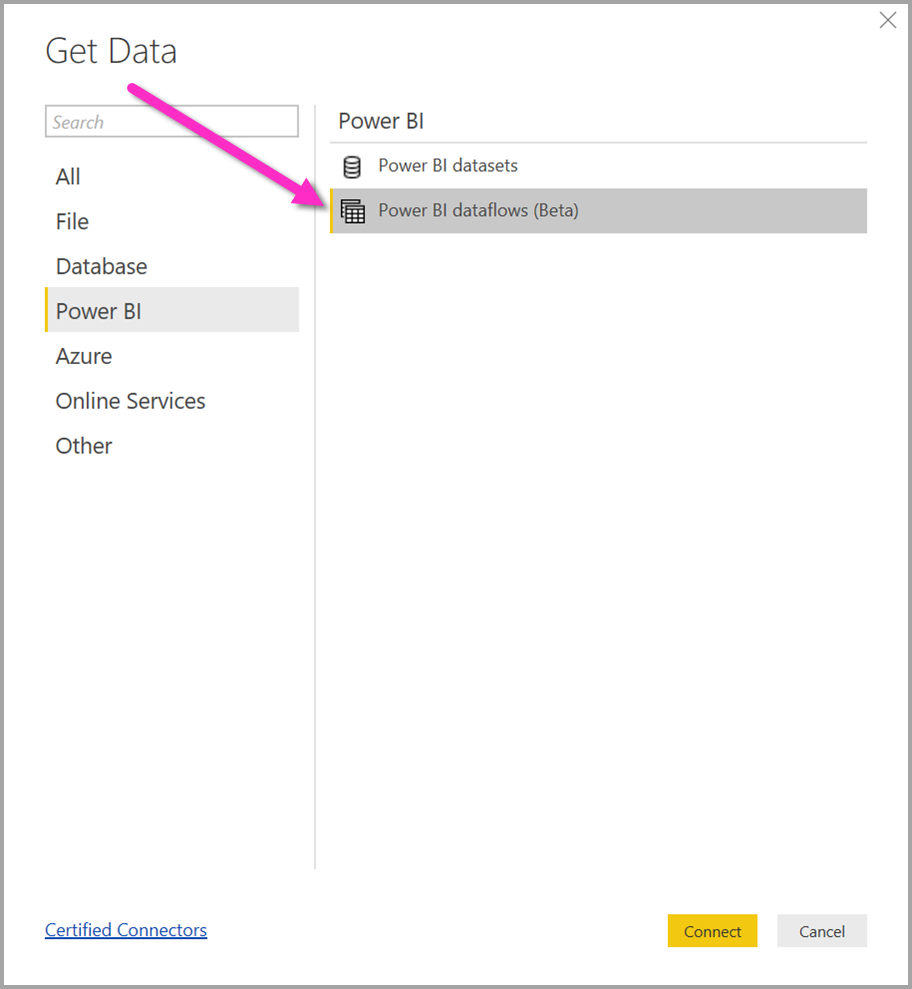 Get Data
Search
All
File
Database
Power BI
Azure
Online Services
Other
Power BI
Power BI datasets
Power BI dataflows (Beta)
Certified Connectors
Connect
Cancel